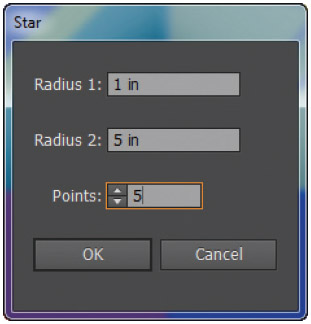 Star
Radius 1: 1 in
Radius 2: 5 in
Points: 5
OK Cancel